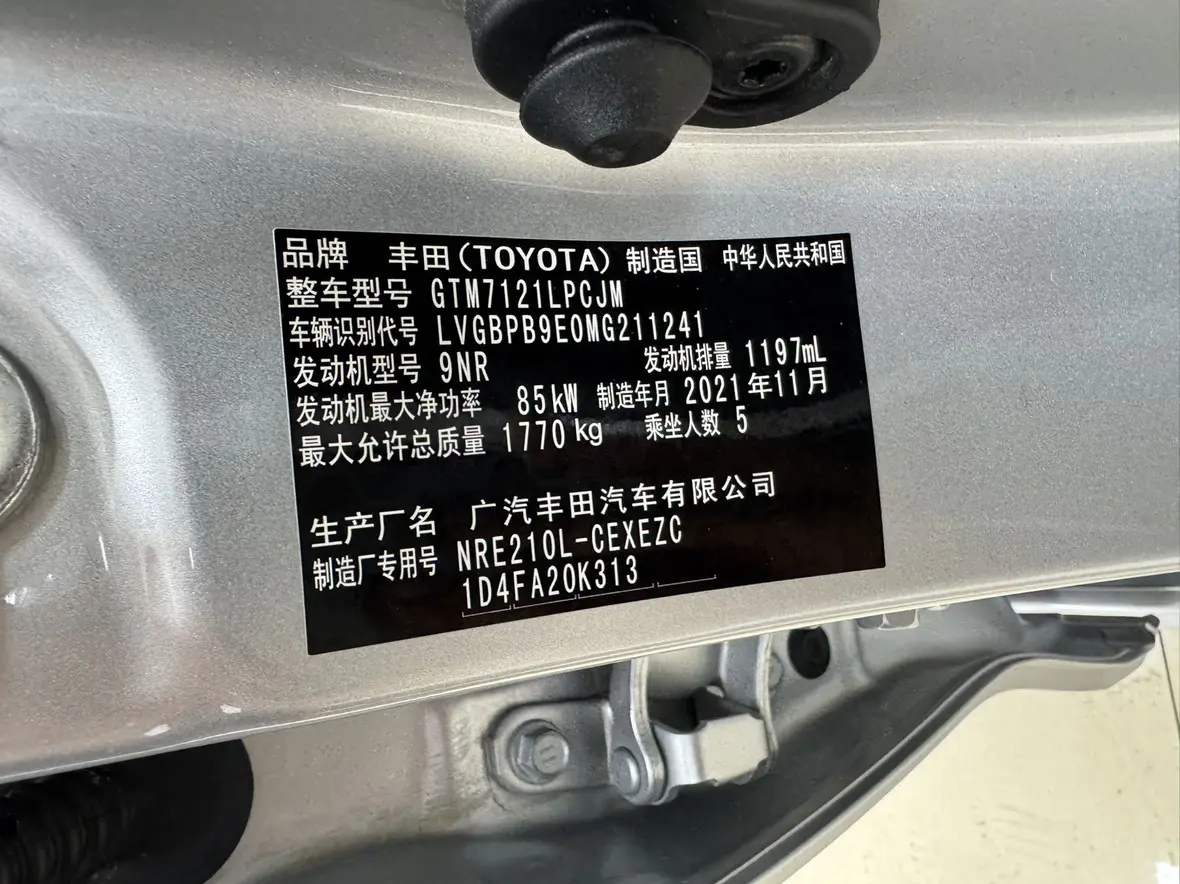 品牌 丰田(TOYOTA) 制造国 中华人民共和国
整车型号 GTM7121LPCJM
车辆识别代号 LVGBPB9E0MG211241
发动机型号 9NR 发动机排量 1197mL
发动机最大净功率 85kW 制造年月 2021年11月
最大允许总质量 1770kg 乘坐人数 5
生产厂名 广汽丰田汽车有限公司
制造厂专用号 NRE210L-CEXEZC
1D4FA20K313